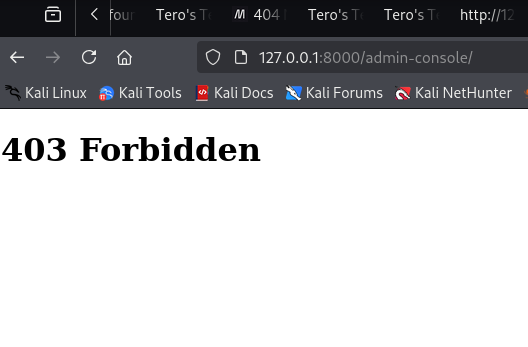 four Tero's T 404 Tero's T Tero's T http://12
127.0.0.1:8000/admin-console/
Kali Linux Kali Tools Kali Docs Kali Forums Kali NetHunter
403 Forbidden